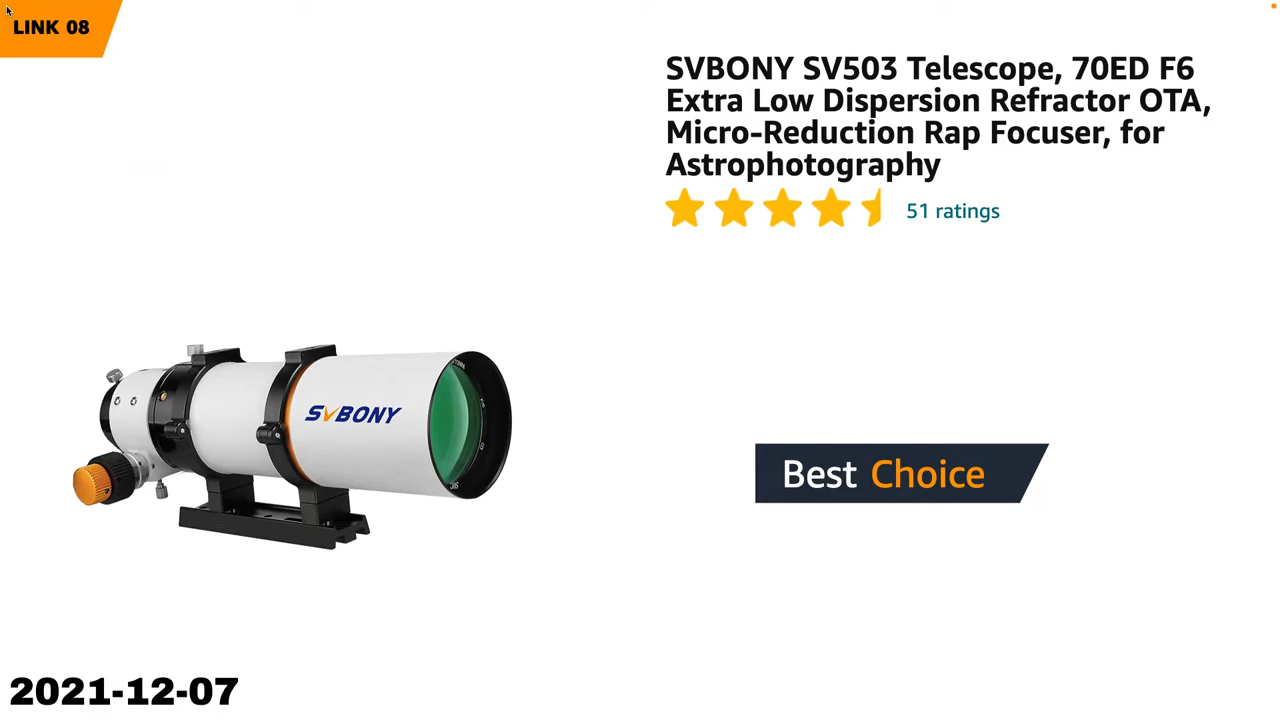 LINK 08
SVBONY SV503 Telescope, 70ED F6
Extra Low Dispersion Refractor OTA,
Micro-Reduction Rap Focuser, for
Astrophotography
51 ratings
SVBONY
Best Choice
2021-12-07